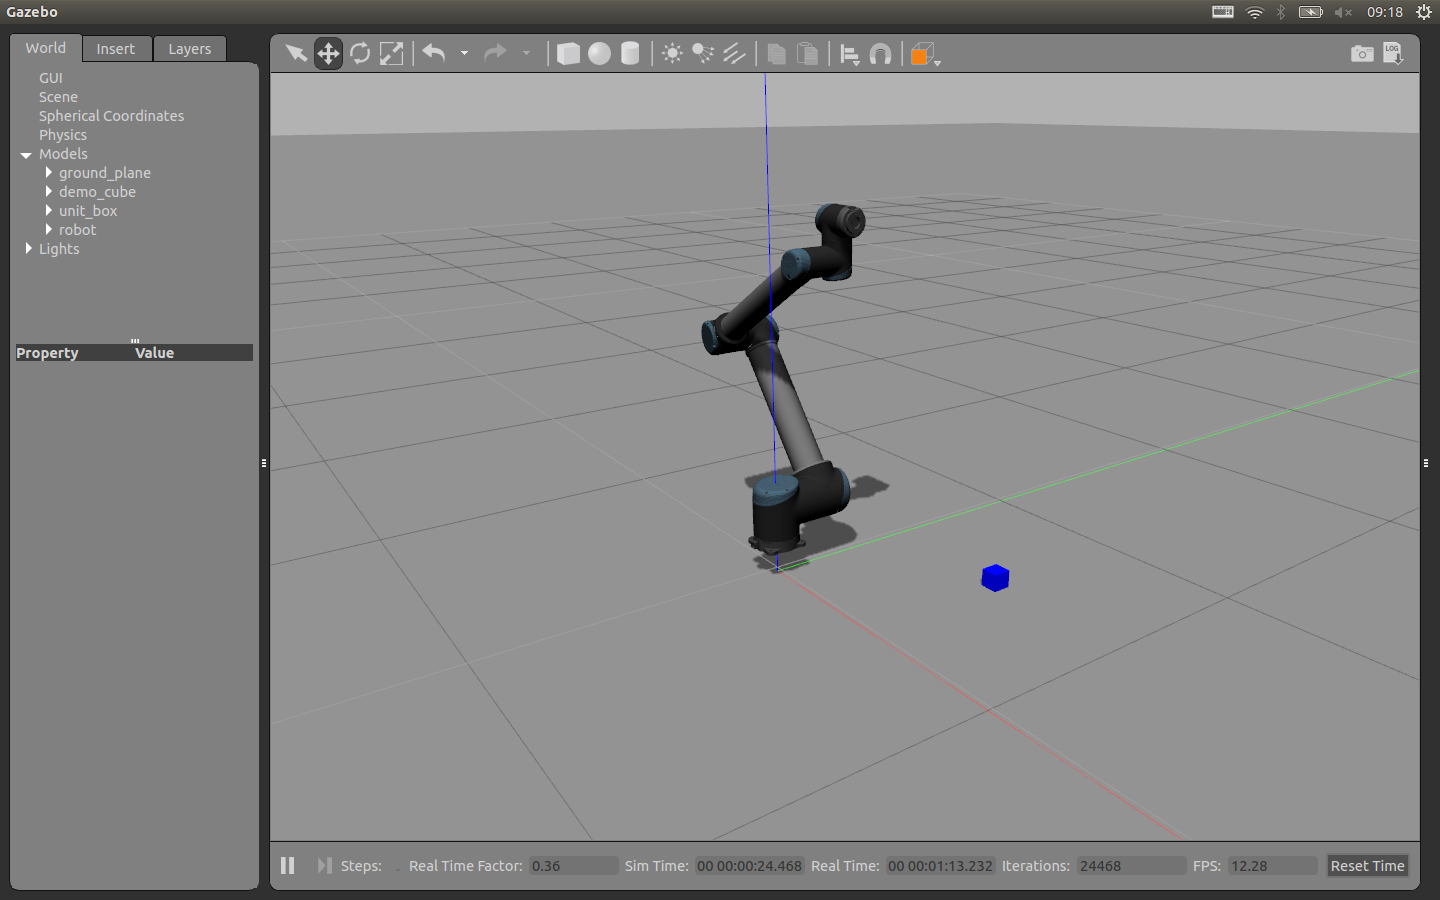 Gazebo
09:18
World Insert Layers
GUI
Scene
Spherical Coordinates
Physics
Models
ground_plane
demo_cube
unit_box
robot
Lights
Property Value
LOG
Steps: Real Time Factor: 0.36 Sim Time: 00 00:00:24.468 Real Time: 00 00:01:13.232 Iterations: 24468 FPS: 12.28 Reset Time